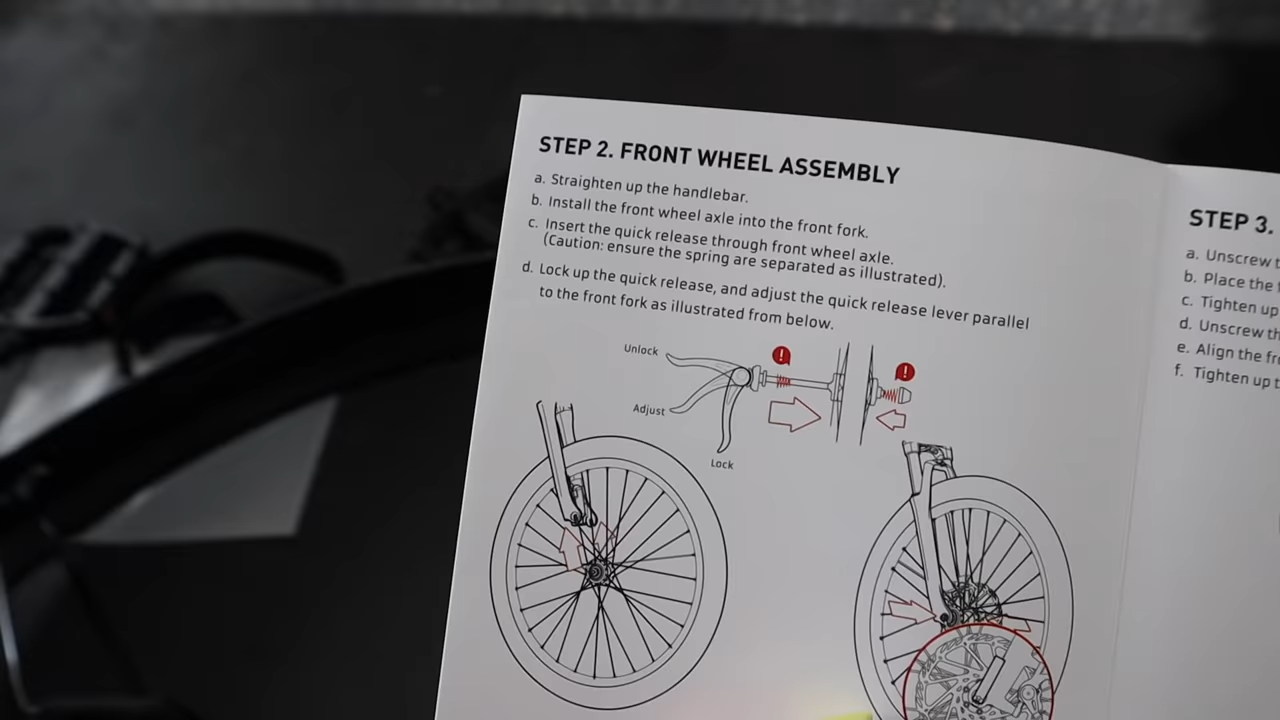 STEP 2. FRONT WHEEL ASSEMBLY
a. Straighten up the handlebar.
b. Install the front wheel axle into the front fork.
c. Insert the quick release through front wheel axle.
(Caution: ensure the spring are separated as illustrated).
d. Lock up the quick release, and adjust the quick release lever parallel
to the front fork as illustrated from below.
Unlock
!
!
Adjust
Lock
STEP 3.
a. Unscrew
b. Place the
c. Tighten up
d. Unscrew
e. Align the
f. Tighten up